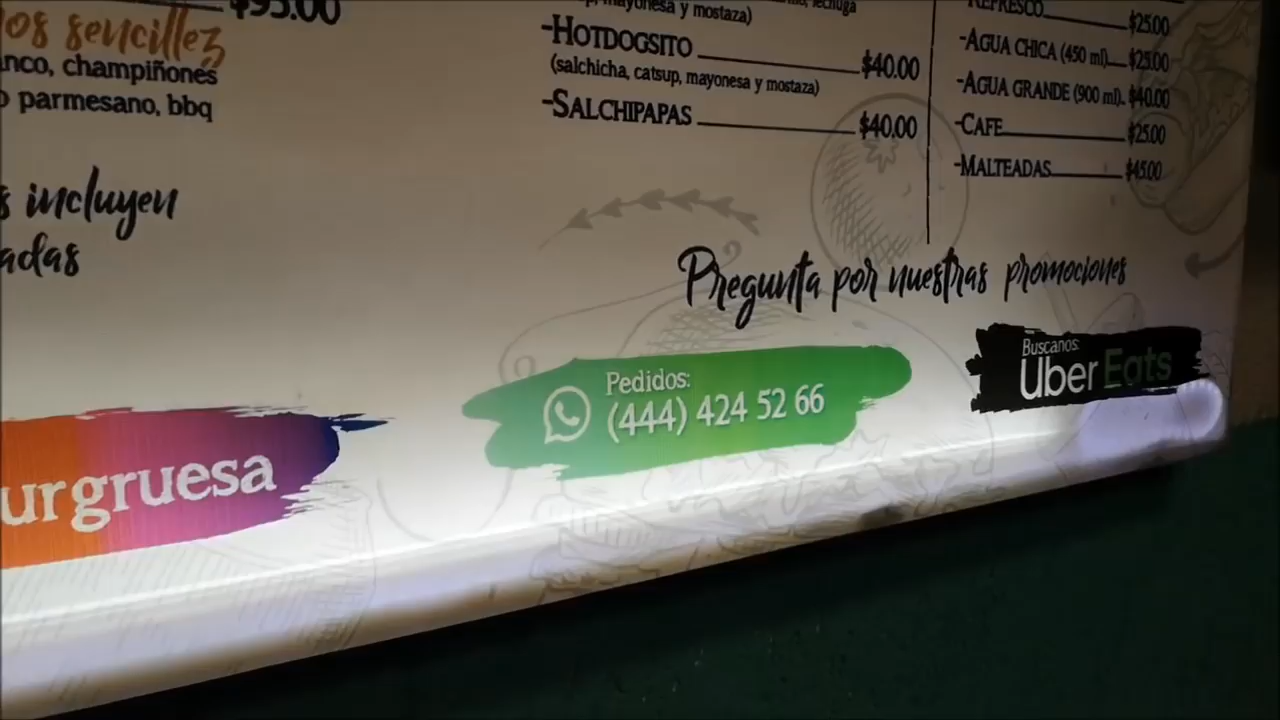 $95.00
os sencillez
nco, champiñones
o parmesano, bbq
s incluyen
adas
urgruesa
, mayonesa y mostaza)
-HOTDOGSITO $40.00
(salchicha, catsup, mayonesa y mostaza)
-SALCHIPAPAS $40.00
REFRESCO $25.00
-AGUA CHICA (450 ml) $25.00
-AGUA GRANDE (900 ml). $40.00
-CAFE $25.00
-MALTEADAS $45.00
Pregunta por nuestras promociones
Pedidos:
(444) 424 52 66
Buscanos:
Uber Eats